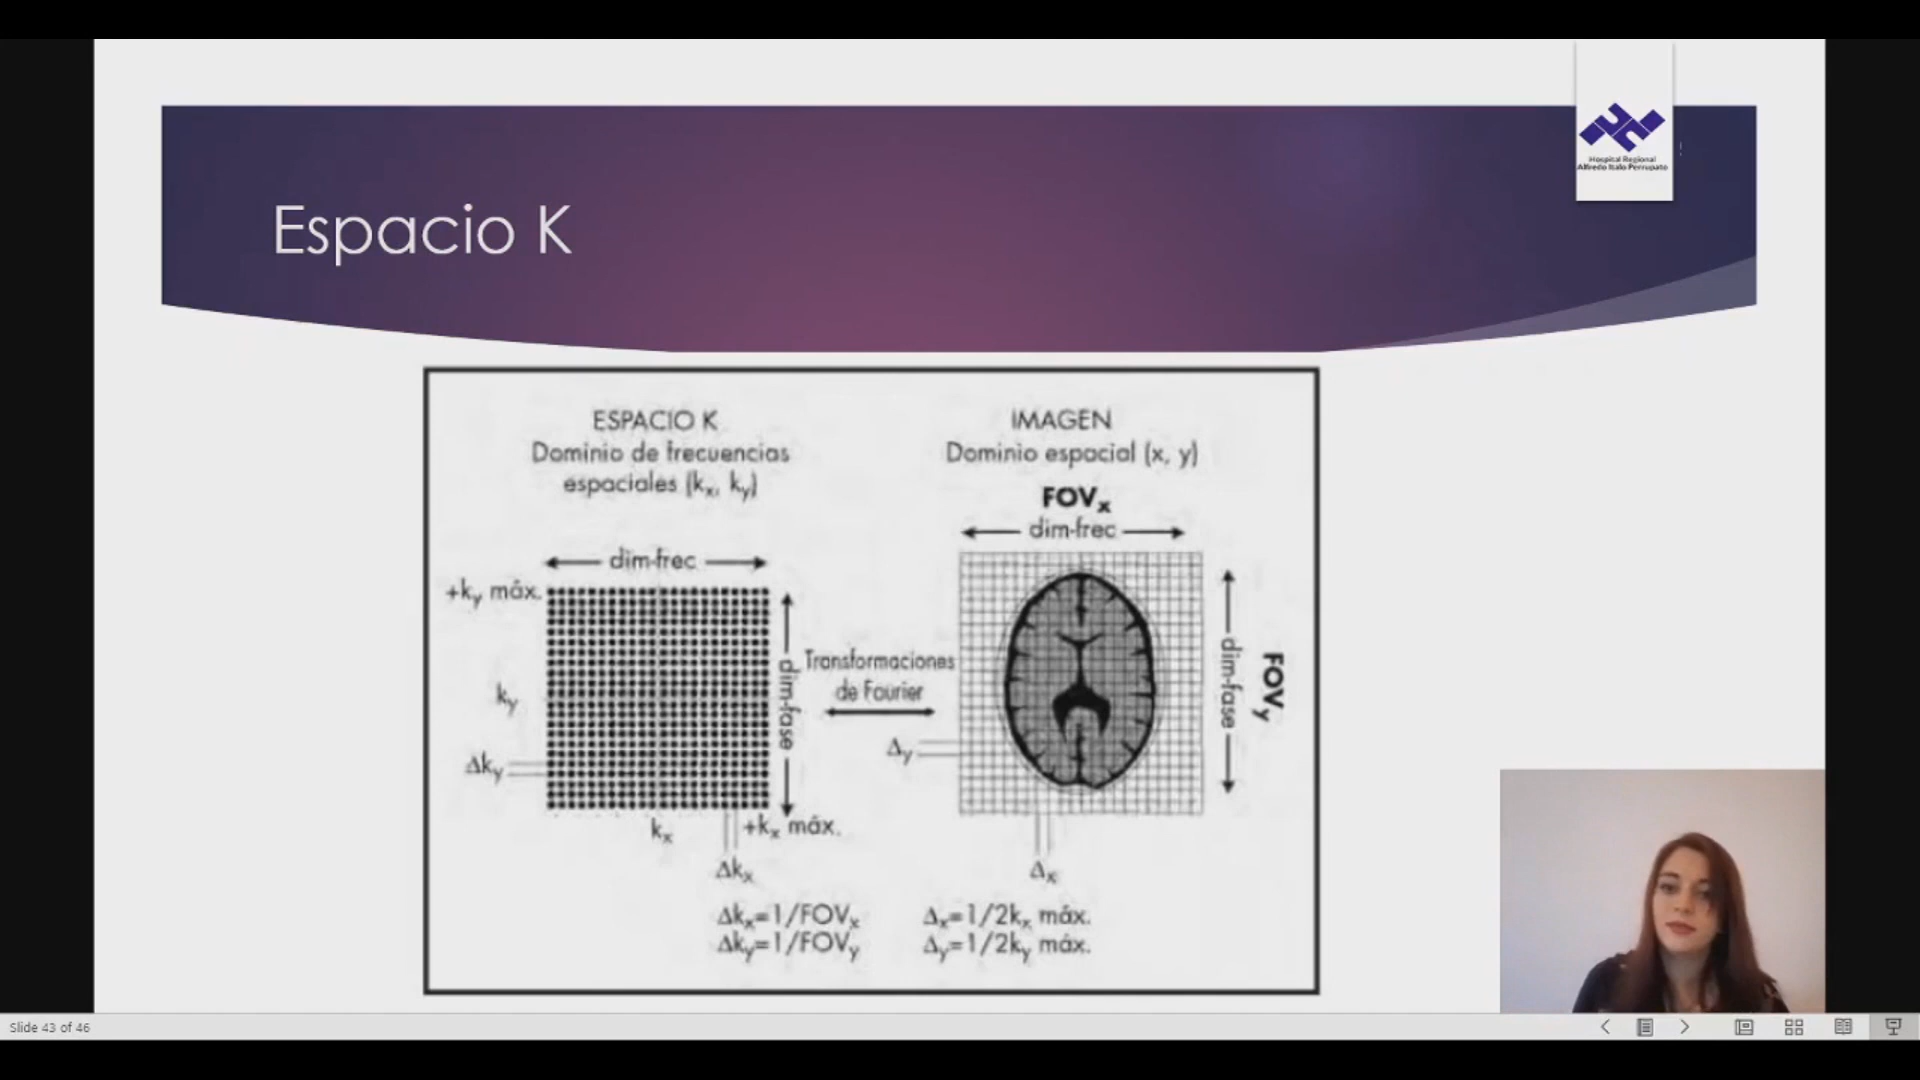 Hospital Regional
Alfredo Italo Perrupato
Espacio K
ESPACIO K
Dominio de frecuencias
espaciales (kx, ky)
dim-frec
+ky máx.
ky
Δky
dim-fase
kx
+kx máx.
Δkx
Δkx=1/FOVx
Δky=1/FOVy
Transformaciones
de Fourier
IMAGEN
Dominio espacial (x, y)
FOVx
dim-frec
dim-fase
FOVy
Δy
Δx
Δx=1/2kx máx.
Δy=1/2ky máx.
Slide 43 of 46